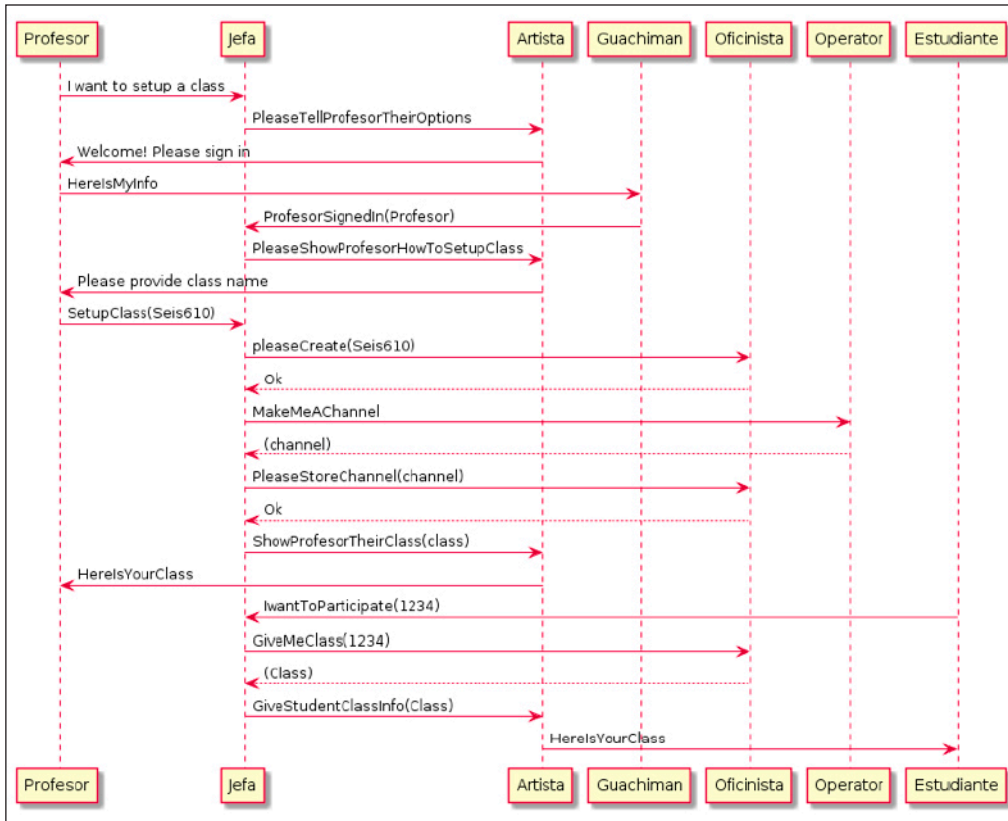 Profesor Jefa Artista Guachiman Oficinista Operator Estudiante
I want to setup a class
PleaseTellProfesorTheirOptions
Welcome! Please sign in
HereIsMyInfo
ProfesorSignedIn(Profesor)
PleaseShowProfesorHowToSetupClass
Please provide class name
SetupClass(Seis610)
pleaseCreate(Seis610)
Ok
MakeMeAChannel
(channel)
PleaseStoreChannel(channel)
Ok
ShowProfesorTheirClass(class)
HereIsYourClass
IwantToParticipate(1234)
GiveMeClass(1234)
(Class)
GiveStudentClassInfo(Class)
HereIsYourClass
Profesor Jefa Artista Guachiman Oficinista Operator Estudiante